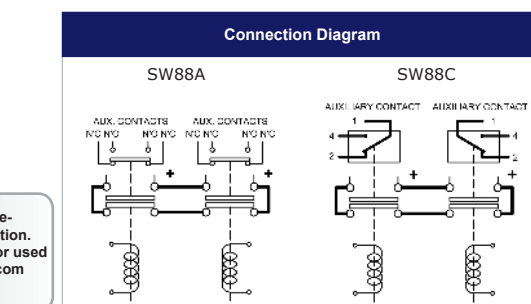 Connection Diagram
SW88A
SW88C
AUX. CONTACTS AUX. CONTACTS
N'C N'O N'O N'C N'C N'O N'O N'C
AUXILIARY CONTACT AUXILIARY CONTACT
1 1
4 4
2 2
+ + + +
e-
tion.
or used
com